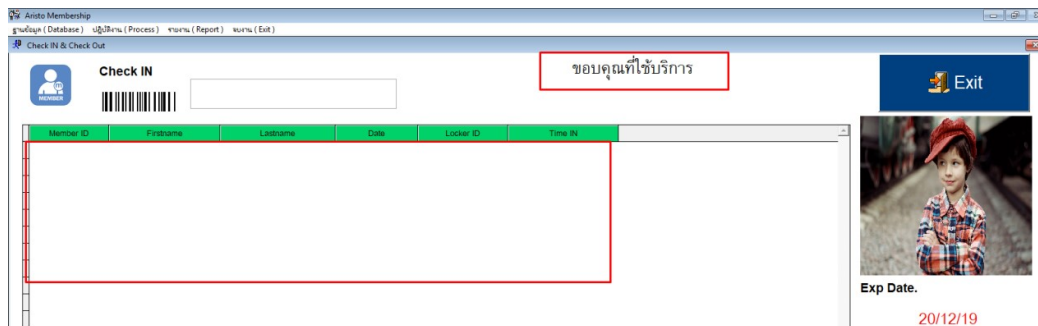 Aristo Membership
ฐานข้อมูล ( Database ) ปฏิบัติงาน ( Process ) รายงาน ( Report ) จบงาน ( Exit )
Check IN & Check Out
Check IN
MEMBER
ขอบคุณที่ใช้บริการ
Exit
Member ID Firstname Lastname Date Locker ID Time IN
Exp Date.
20/12/19